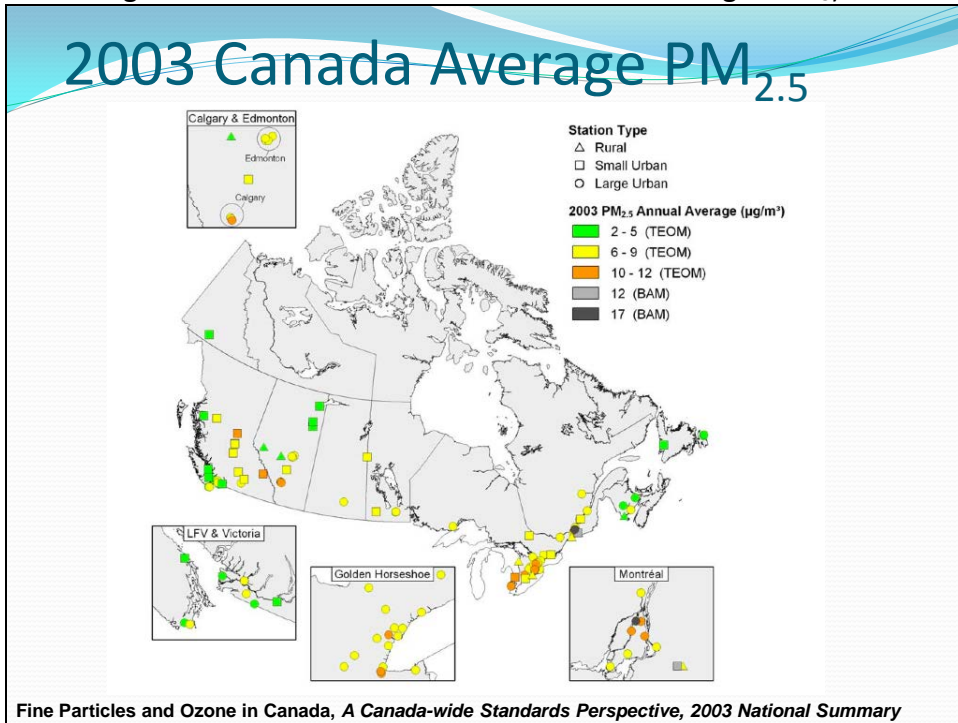 2003 Canada Average PM2.5
Calgary & Edmonton
Edmonton
Calgary
Station Type
Rural
Small Urban
Large Urban
2003 PM2.5 Annual Average (µg/m³)
2 - 5 (TEOM)
6 - 9 (TEOM)
10 - 12 (TEOM)
12 (BAM)
17 (BAM)
LFV & Victoria
Golden Horseshoe
Montréal
Fine Particles and Ozone in Canada, A Canada-wide Standards Perspective, 2003 National Summary